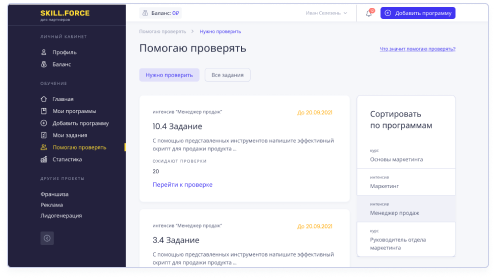 SKILL.FORCE
для партнеров
Баланс: 0₽
Добавить программу
ЛИЧНЫЙ КАБИНЕТ
Профиль
Баланс
ОБУЧЕНИЕ
Главная
Мои программы
Добавить программу
Мои задания
Помогаю проверять
Статистика
ДРУГИЕ ПРОЕКТЫ
Франшиза
Реклама
Лидогенерация
Помогаю проверять > Нужно проверить
Помогаю проверять
Что значит помогаю проверять?
Нужно проверить
Все задания
интенсив "Менеджер продаж"
До 20.09.2021
10.4 Задание
С помощью представленных инструментов напишите эффективный
скрипт для продажи продукта...
ОЖИДАЮТ ПРОВЕРКИ
20
Перейти к проверке
интенсив "Менеджер продаж"
До 20.09.2021
3.4 Задание
С помощью представленных инструментов напишите эффективный
скрипт для продажи продукта...
Сортировать
по программам
курс
Основы маркетинга
интенсив
Маркетинг
интенсив
Менеджер продаж
курс
Руководитель отдела
маркетинга